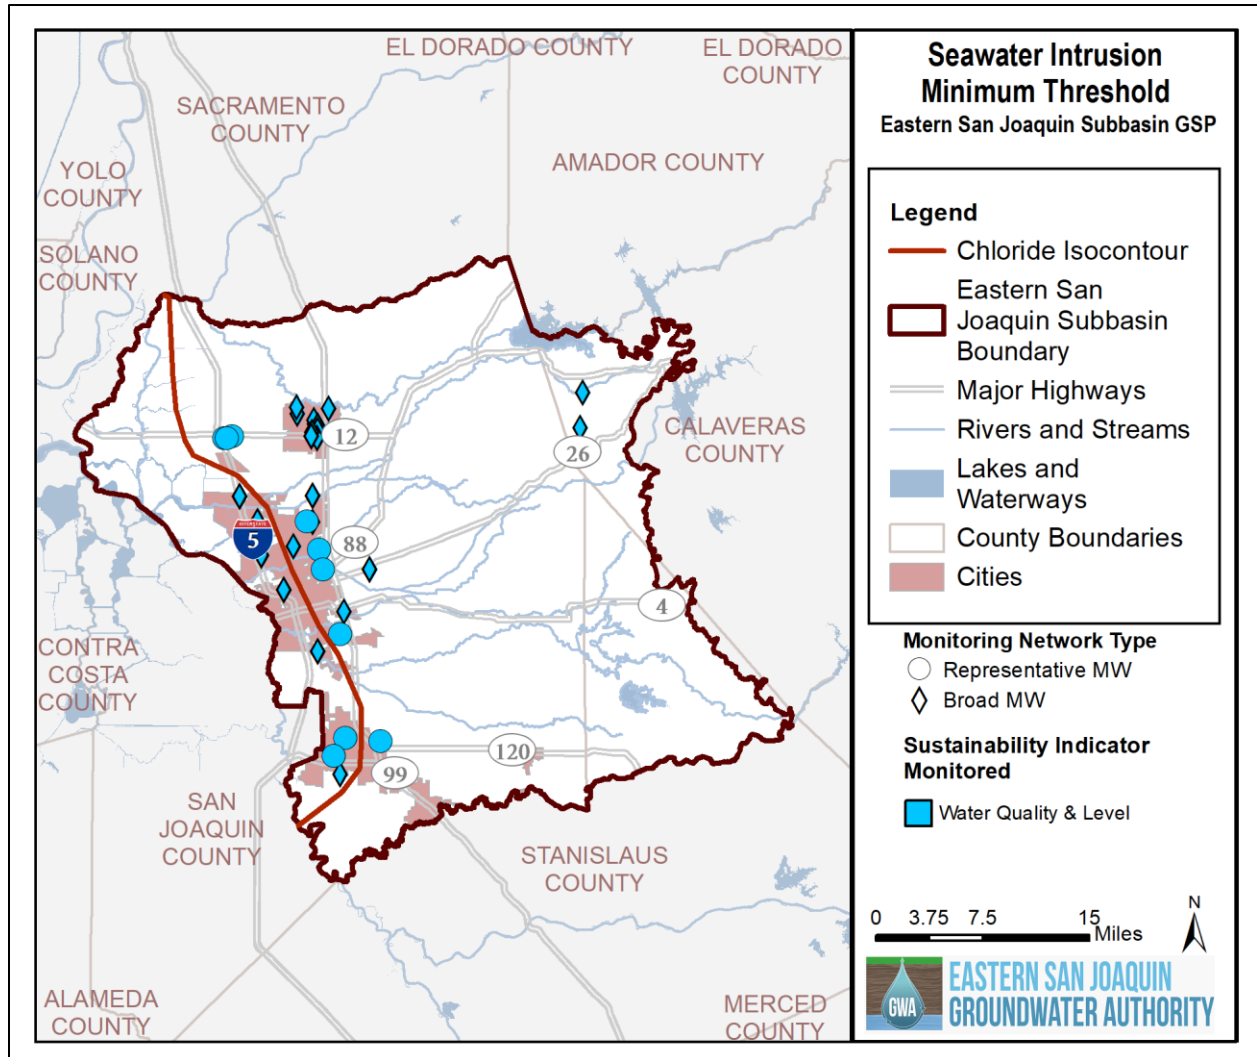 EL DORADO COUNTY
EL DORADO
COUNTY
SACRAMENTO
COUNTY
YOLO
COUNTY
AMADOR COUNTY
SOLANO
COUNTY
12
CALAVERAS
COUNTY
26
INTERSTATE
5
88
4
CONTRA
COSTA
COUNTY
120
99
SAN
JOAQUIN
COUNTY
STANISLAUS
COUNTY
ALAMEDA
COUNTY
MERCED
COUNTY
Seawater Intrusion
Minimum Threshold
Eastern San Joaquin Subbasin GSP
Legend
Chloride Isocontour
Eastern San
Joaquin Subbasin
Boundary
Major Highways
Rivers and Streams
Lakes and
Waterways
County Boundaries
Cities
Monitoring Network Type
Representative MW
Broad MW
Sustainability Indicator
Monitored
Water Quality & Level
N
0 3.75 7.5 15
Miles
GWA
EASTERN SAN JOAQUIN
GROUNDWATER AUTHORITY